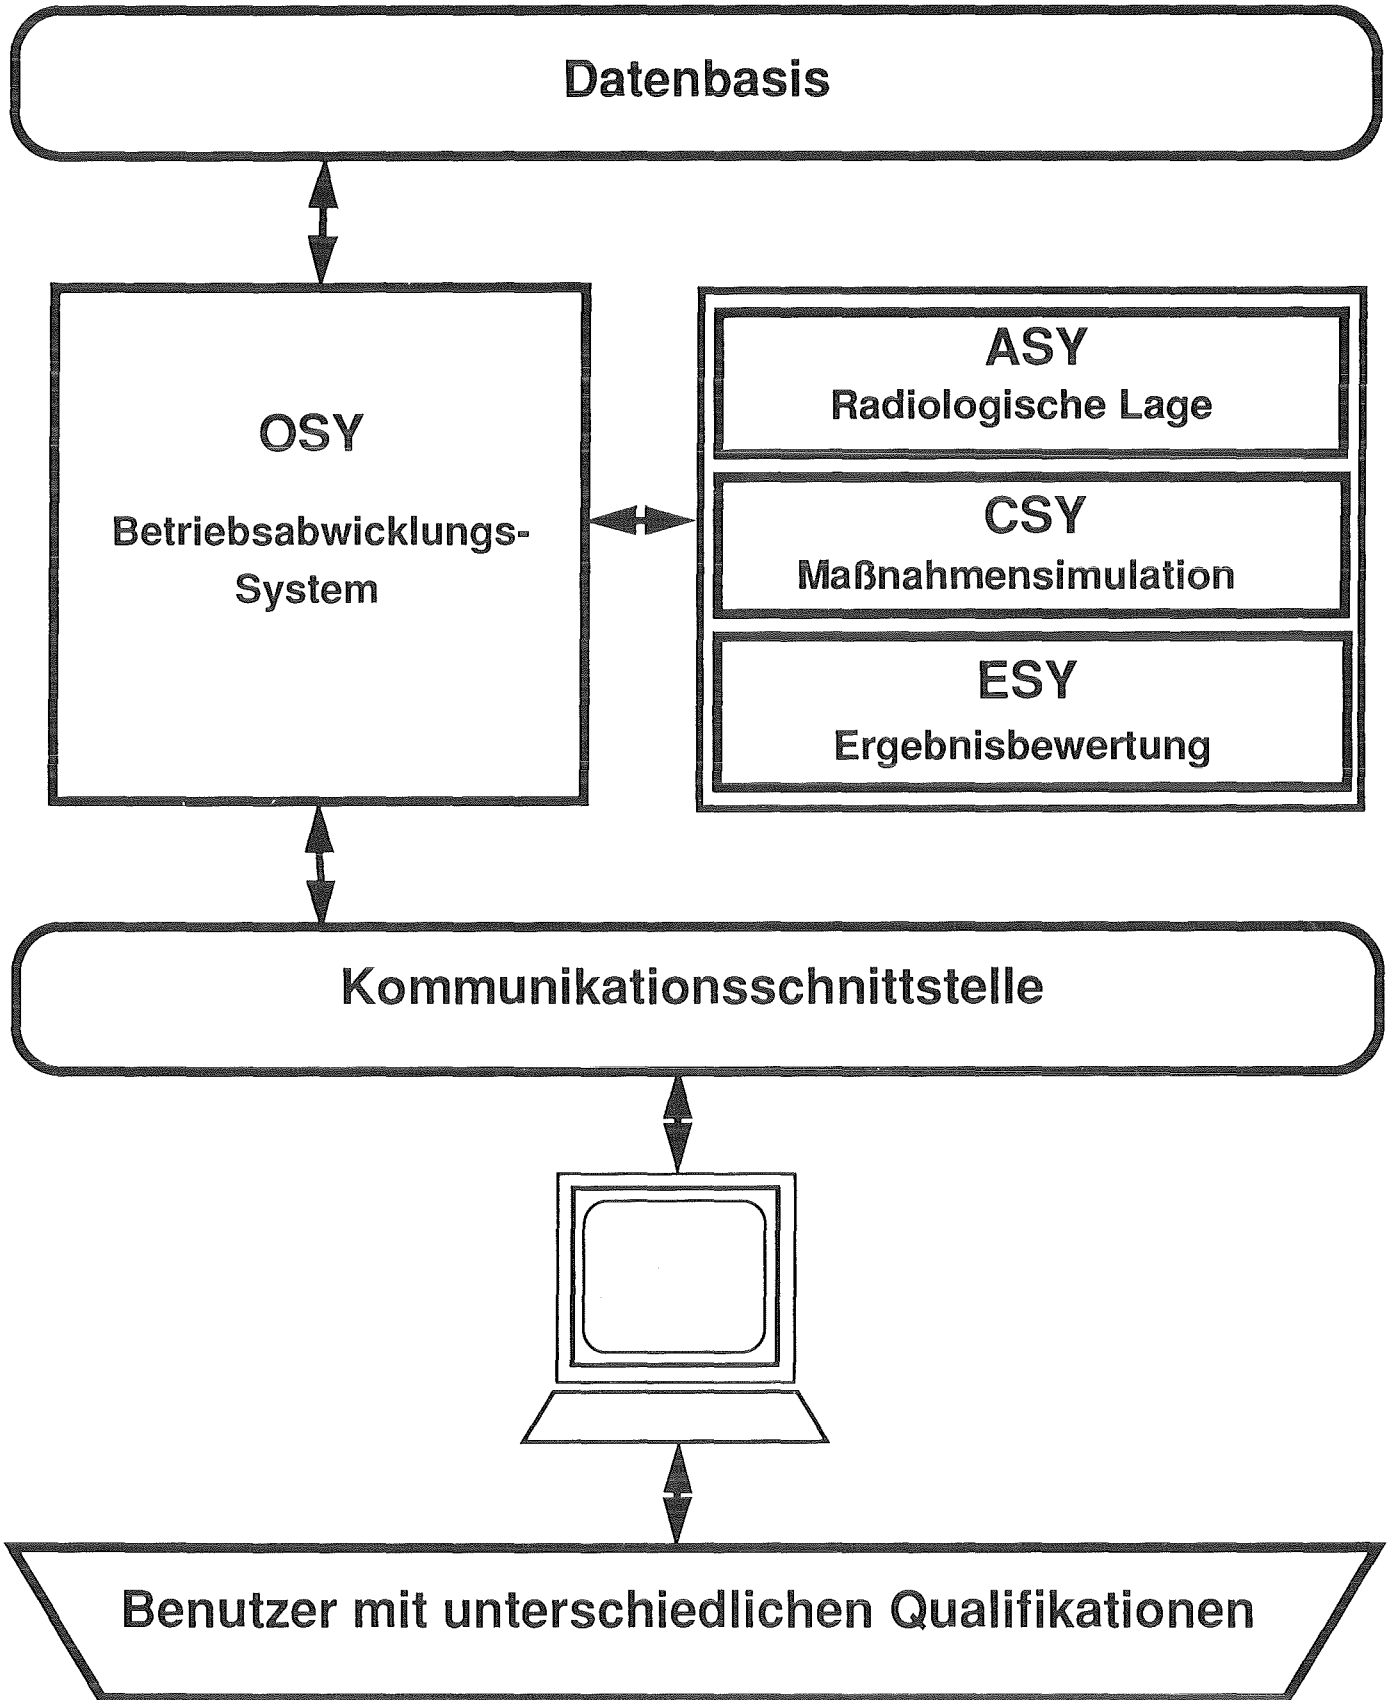 Datenbasis
OSY
Betriebsabwicklungs-
System
ASY
Radiologische Lage
CSY
Maßnahmensimulation
ESY
Ergebnisbewertung
Kommunikationsschnittstelle
Benutzer mit unterschiedlichen Qualifikationen